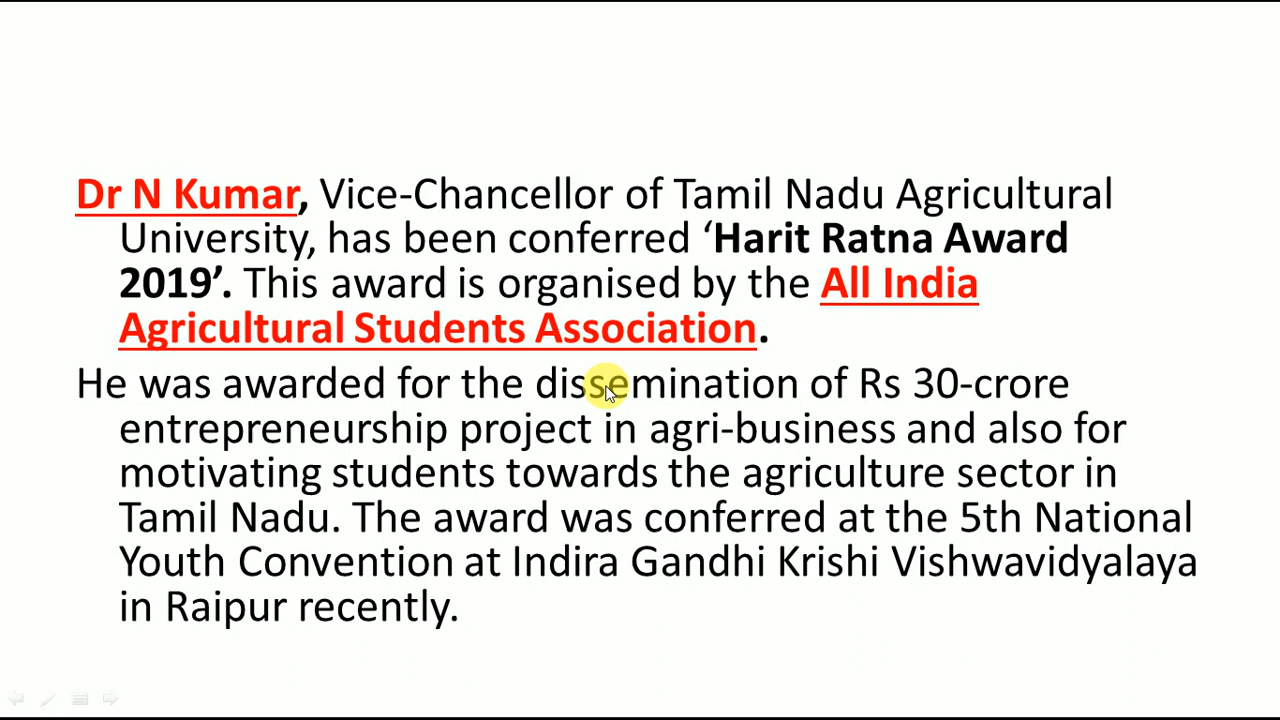 Dr N Kumar, Vice-Chancellor of Tamil Nadu Agricultural
University, has been conferred ‘Harit Ratna Award
2019’. This award is organised by the All India
Agricultural Students Association.
He was awarded for the dissemination of Rs 30-crore
entrepreneurship project in agri-business and also for
motivating students towards the agriculture sector in
Tamil Nadu. The award was conferred at the 5th National
Youth Convention at Indira Gandhi Krishi Vishwavidyalaya
in Raipur recently.